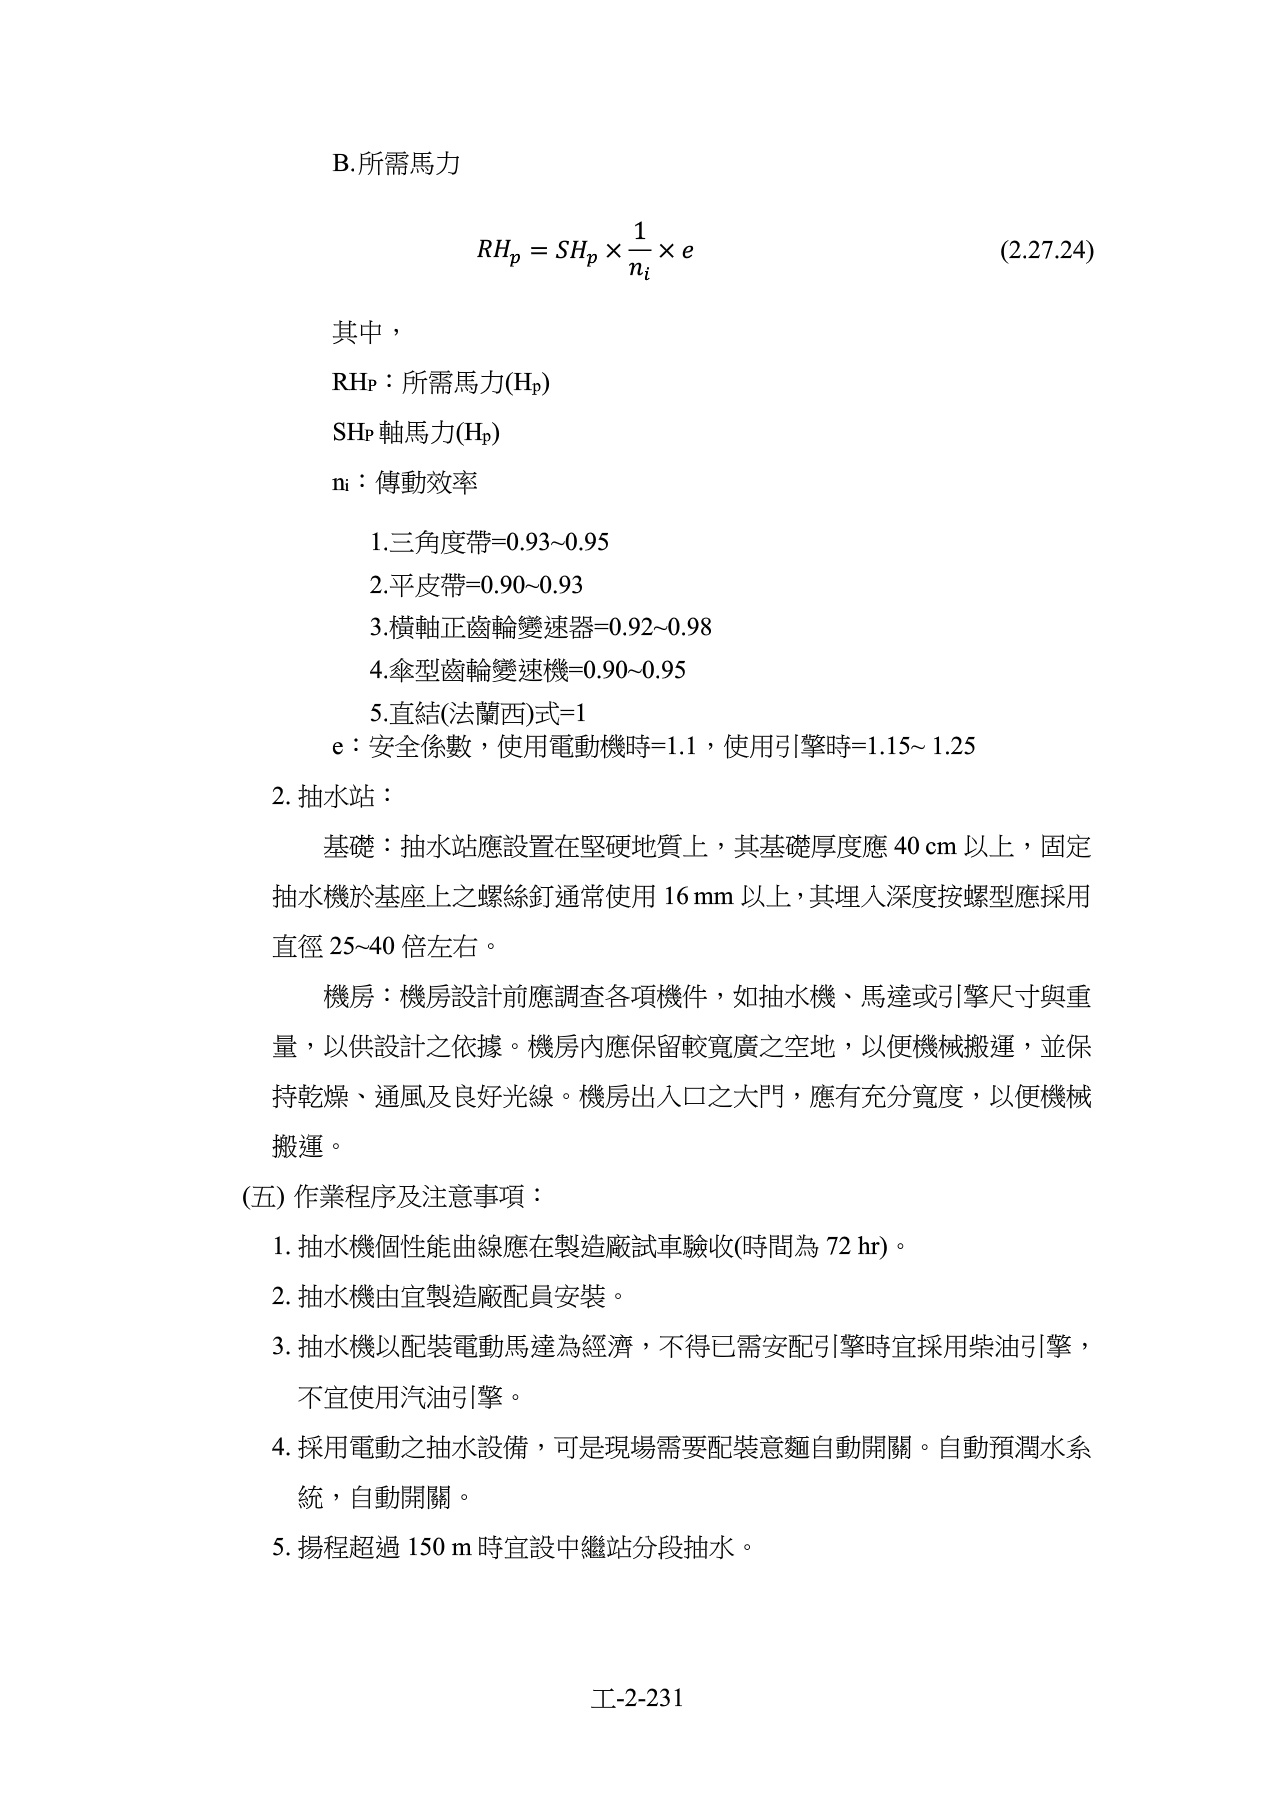 B.所需馬力
RHp = SHp × 1/ni × e (2.27.24)
其中，
RHP：所需馬力(Hp)
SHP 軸馬力(Hp)
ni：傳動效率
1.三角度帶=0.93~0.95
2.平皮帶=0.90~0.93
3.橫軸正齒輪變速器=0.92~0.98
4.傘型齒輪變速機=0.90~0.95
5.直結(法蘭西)式=1
e：安全係數，使用電動機時=1.1，使用引擎時=1.15~ 1.25
2. 抽水站：
基礎：抽水站應設置在堅硬地質上，其基礎厚度應 40 cm 以上，固定
抽水機於基座上之螺絲釘通常使用 16 mm 以上，其埋入深度按螺型應採用
直徑 25~40 倍左右。
機房：機房設計前應調查各項機件，如抽水機、馬達或引擎尺寸與重
量，以供設計之依據。機房內應保留較寬廣之空地，以便機械搬運，並保
持乾燥、通風及良好光線。機房出入口之大門，應有充分寬度，以便機械
搬運。
(五) 作業程序及注意事項：
1. 抽水機個性能曲線應在製造廠試車驗收(時間為 72 hr)。
2. 抽水機由宜製造廠配員安裝。
3. 抽水機以配裝電動馬達為經濟，不得已需安配引擎時宜採用柴油引擎，
不宜使用汽油引擎。
4. 採用電動之抽水設備，可是現場需要配裝意麵自動開關。自動預潤水系
統，自動開關。
5. 揚程超過 150 m 時宜設中繼站分段抽水。
工-2-231